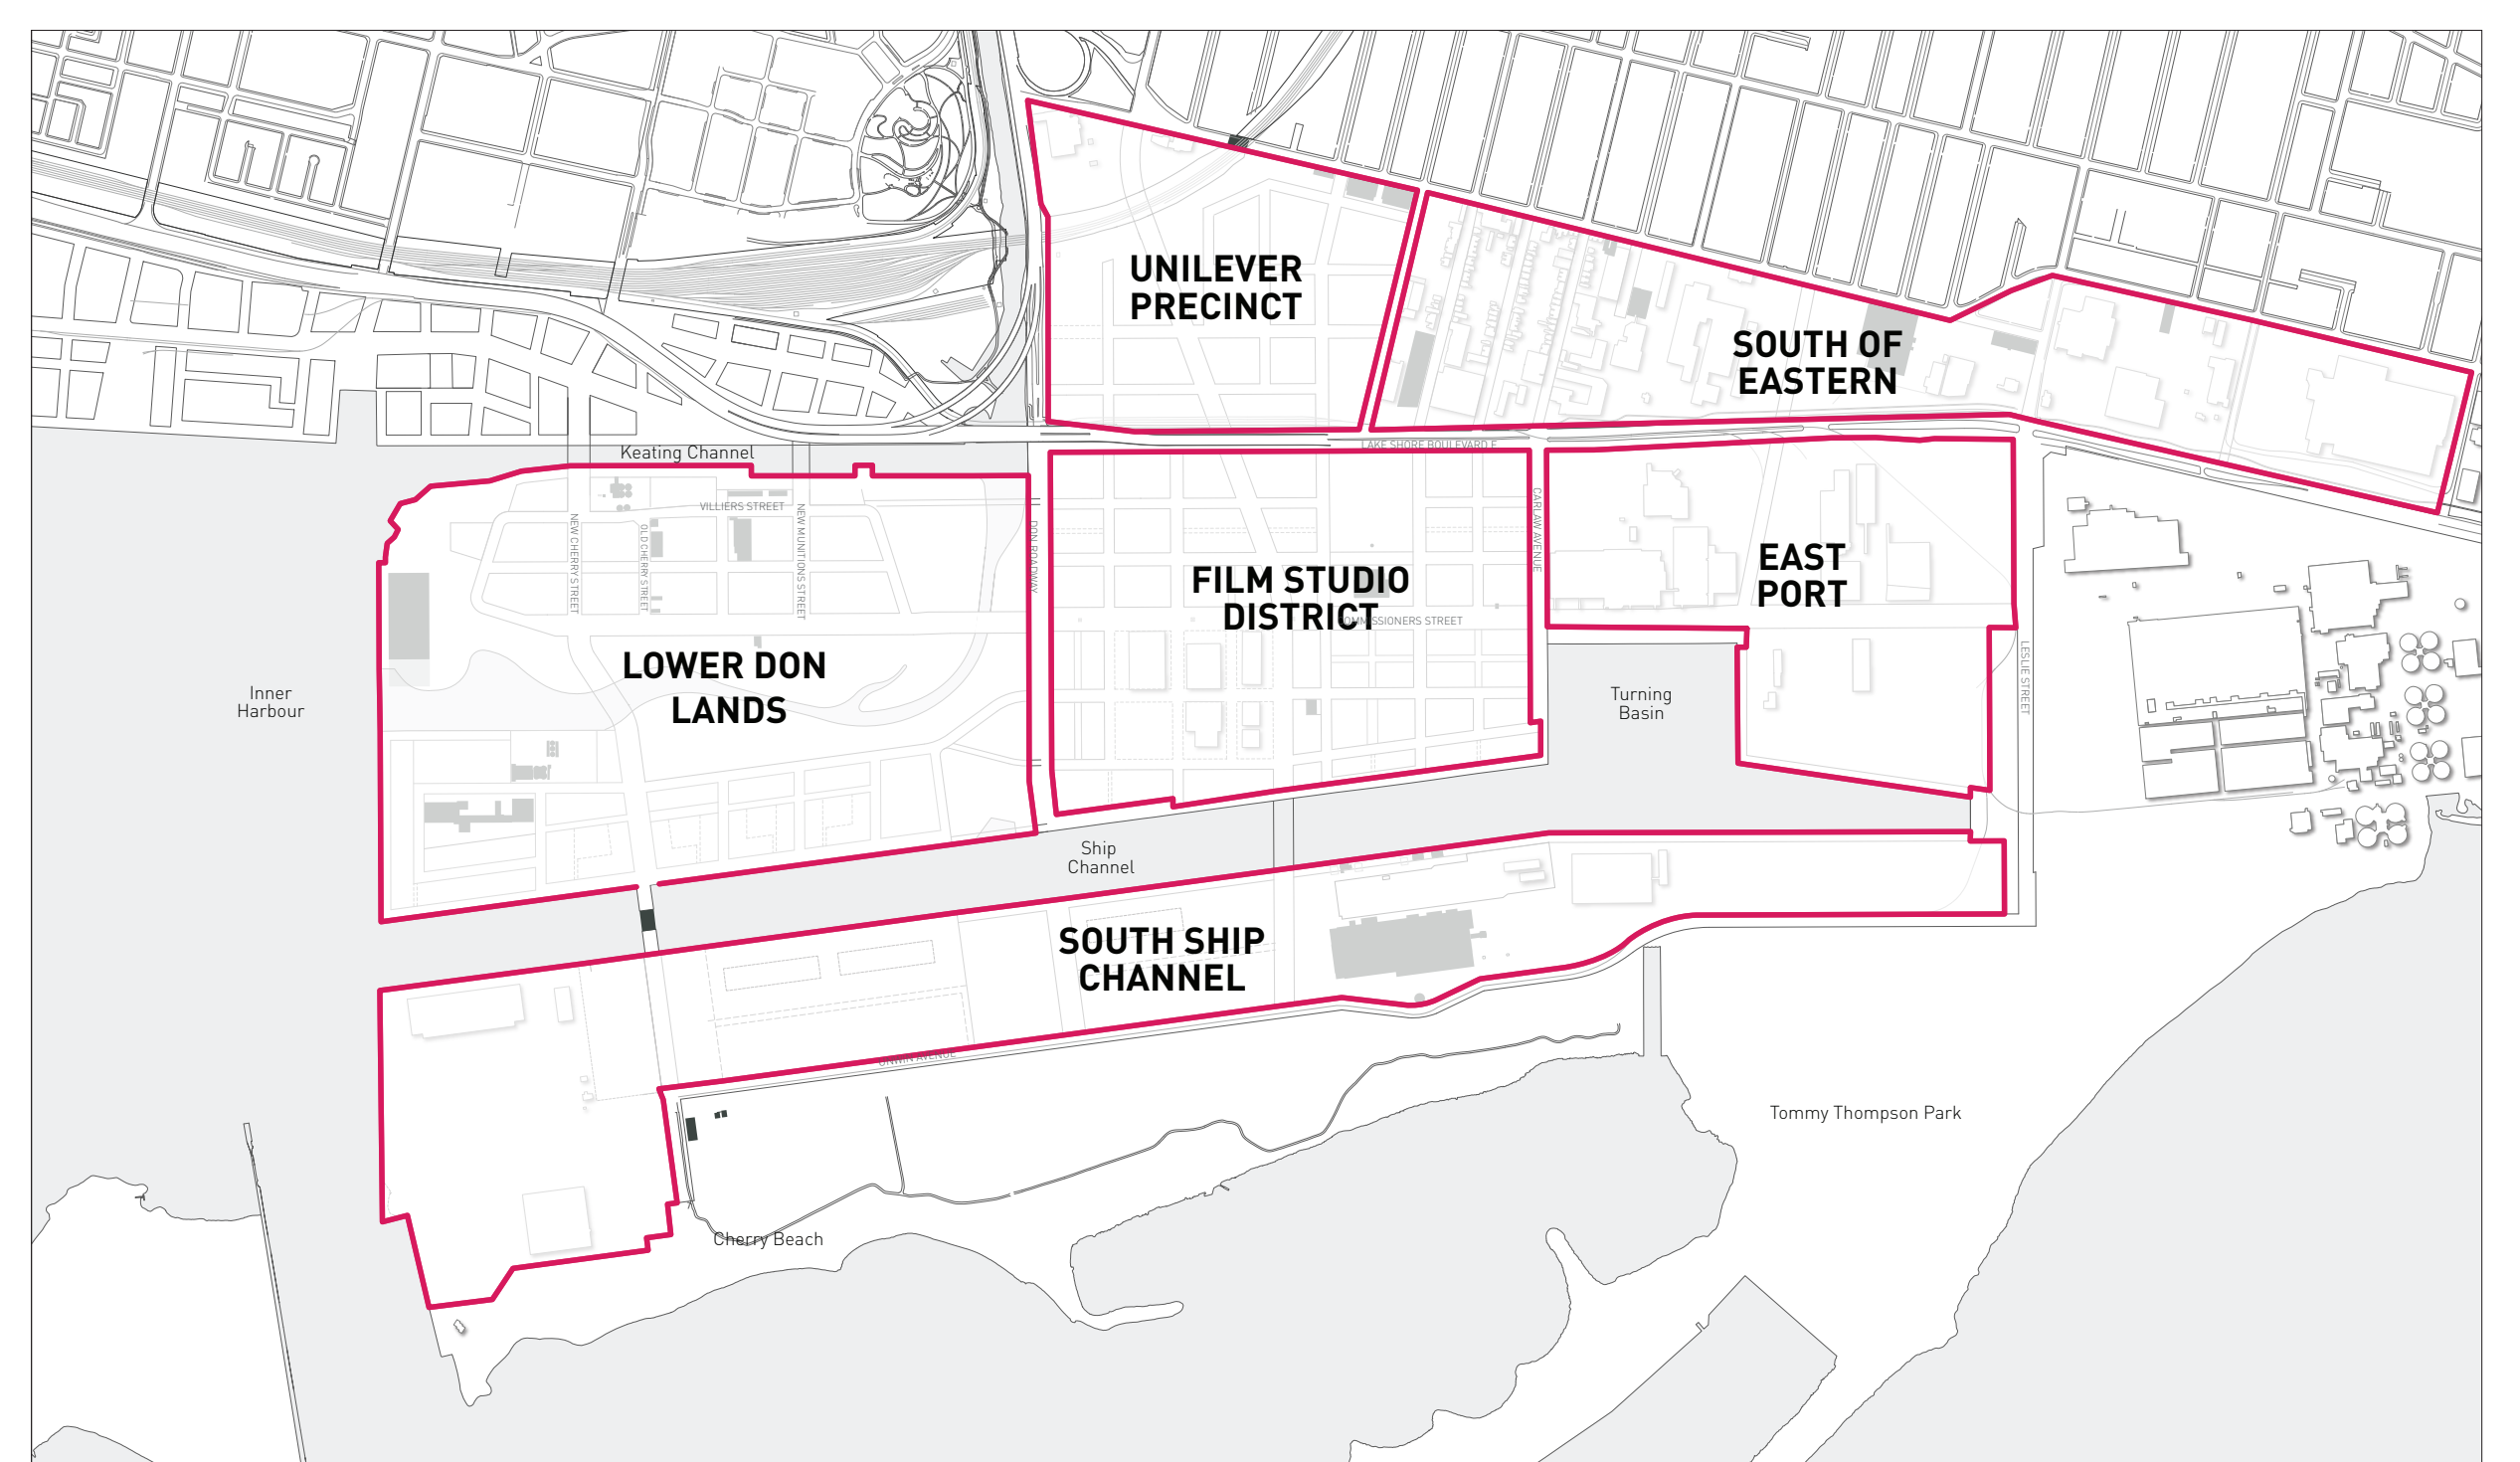 UNILEVER
PRECINCT
SOUTH OF
EASTERN
LAKE SHORE BOULEVARD E
Keating Channel
VILLIERS STREET
NEW CHERRY STREET
OLD CHERRY STREET
NEW MUNITIONS STREET
DON ROADWAY
CARLAW AVENUE
EAST
PORT
FILM STUDIO
DISTRICT
COMMISSIONERS STREET
LOWER DON
LANDS
LESLIE STREET
Inner
Harbour
Turning
Basin
Ship
Channel
SOUTH SHIP
CHANNEL
UNWIN AVENUE
Tommy Thompson Park
Cherry Beach